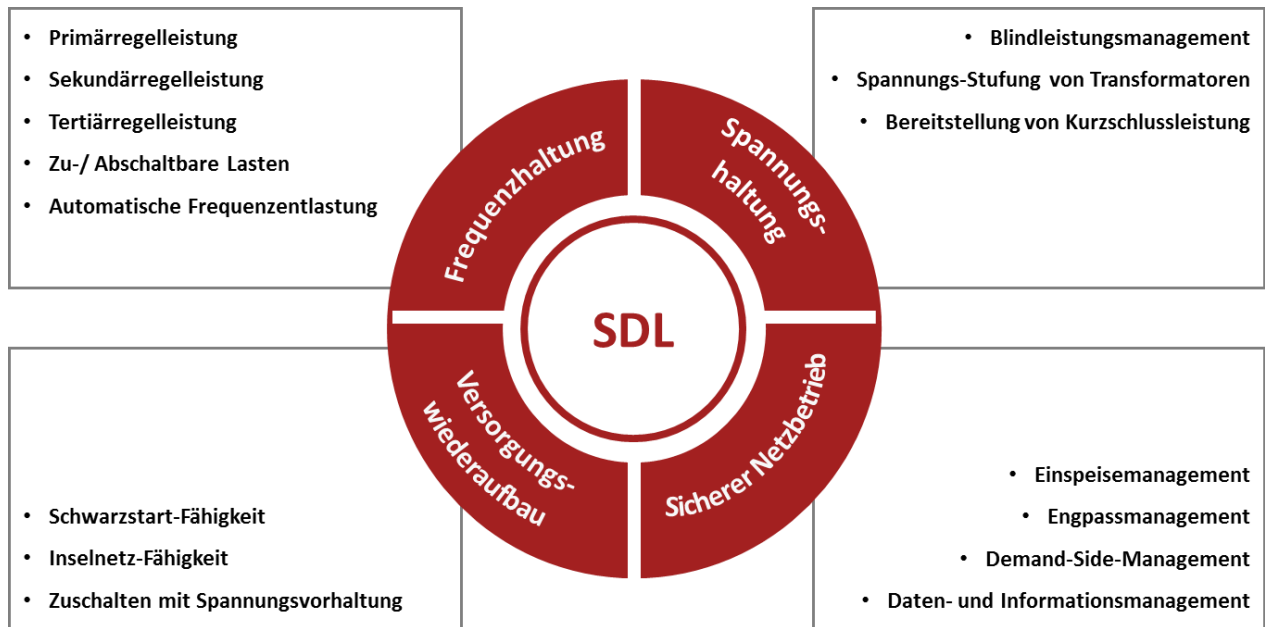 • Primärregelleistung
• Sekundärregelleistung
• Tertiärregelleistung
• Zu-/ Abschaltbare Lasten
• Automatische Frequenzentlastung
• Blindleistungsmanagement
• Spannungs-Stufung von Transformatoren
• Bereitstellung von Kurzschlussleistung
Frequenzhaltung
Spannungs-
haltung
SDL
Versorgungs-
wiederaufbau
Sicherer Netzbetrieb
• Schwarzstart-Fähigkeit
• Inselnetz-Fähigkeit
• Zuschalten mit Spannungsvorhaltung
• Einspeisemanagement
• Engpassmanagement
• Demand-Side-Management
• Daten- und Informationsmanagement